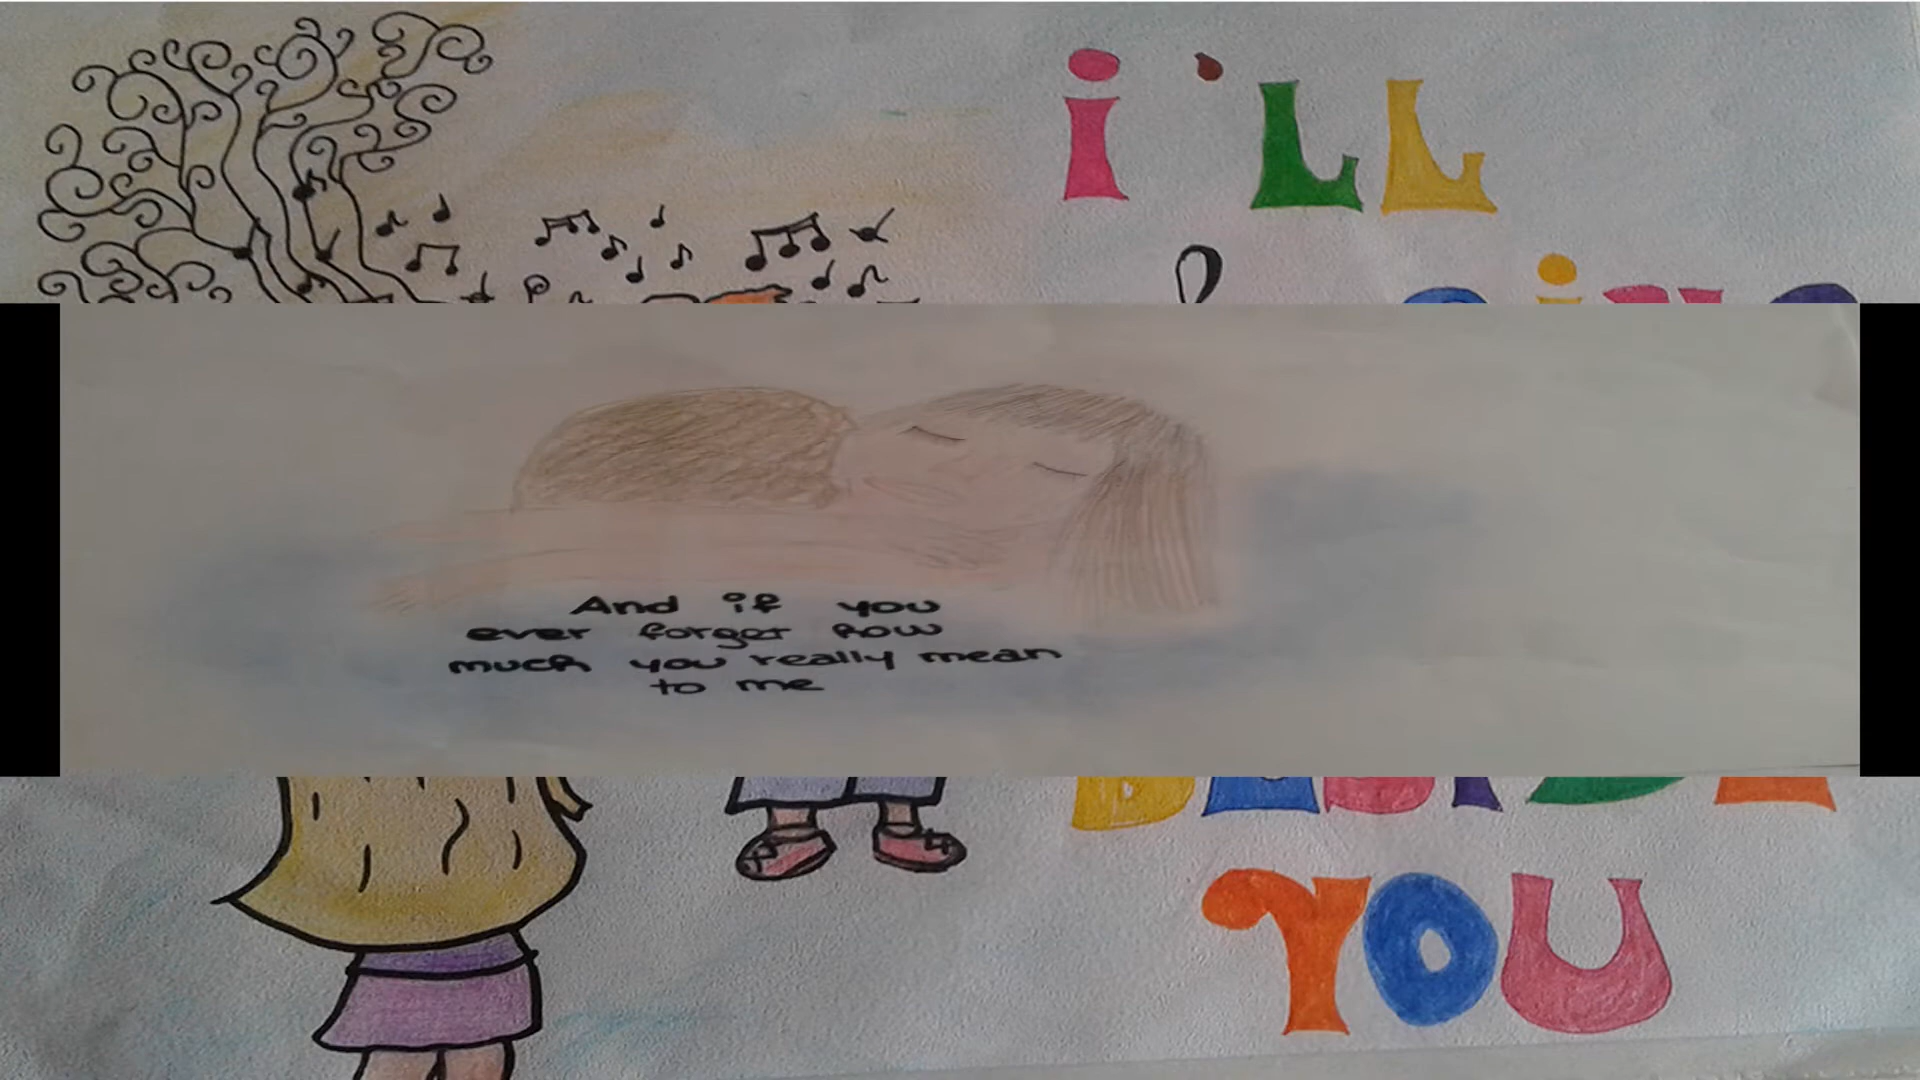 i'LL
And if you
ever forget how
much you really mean
to me
YOU